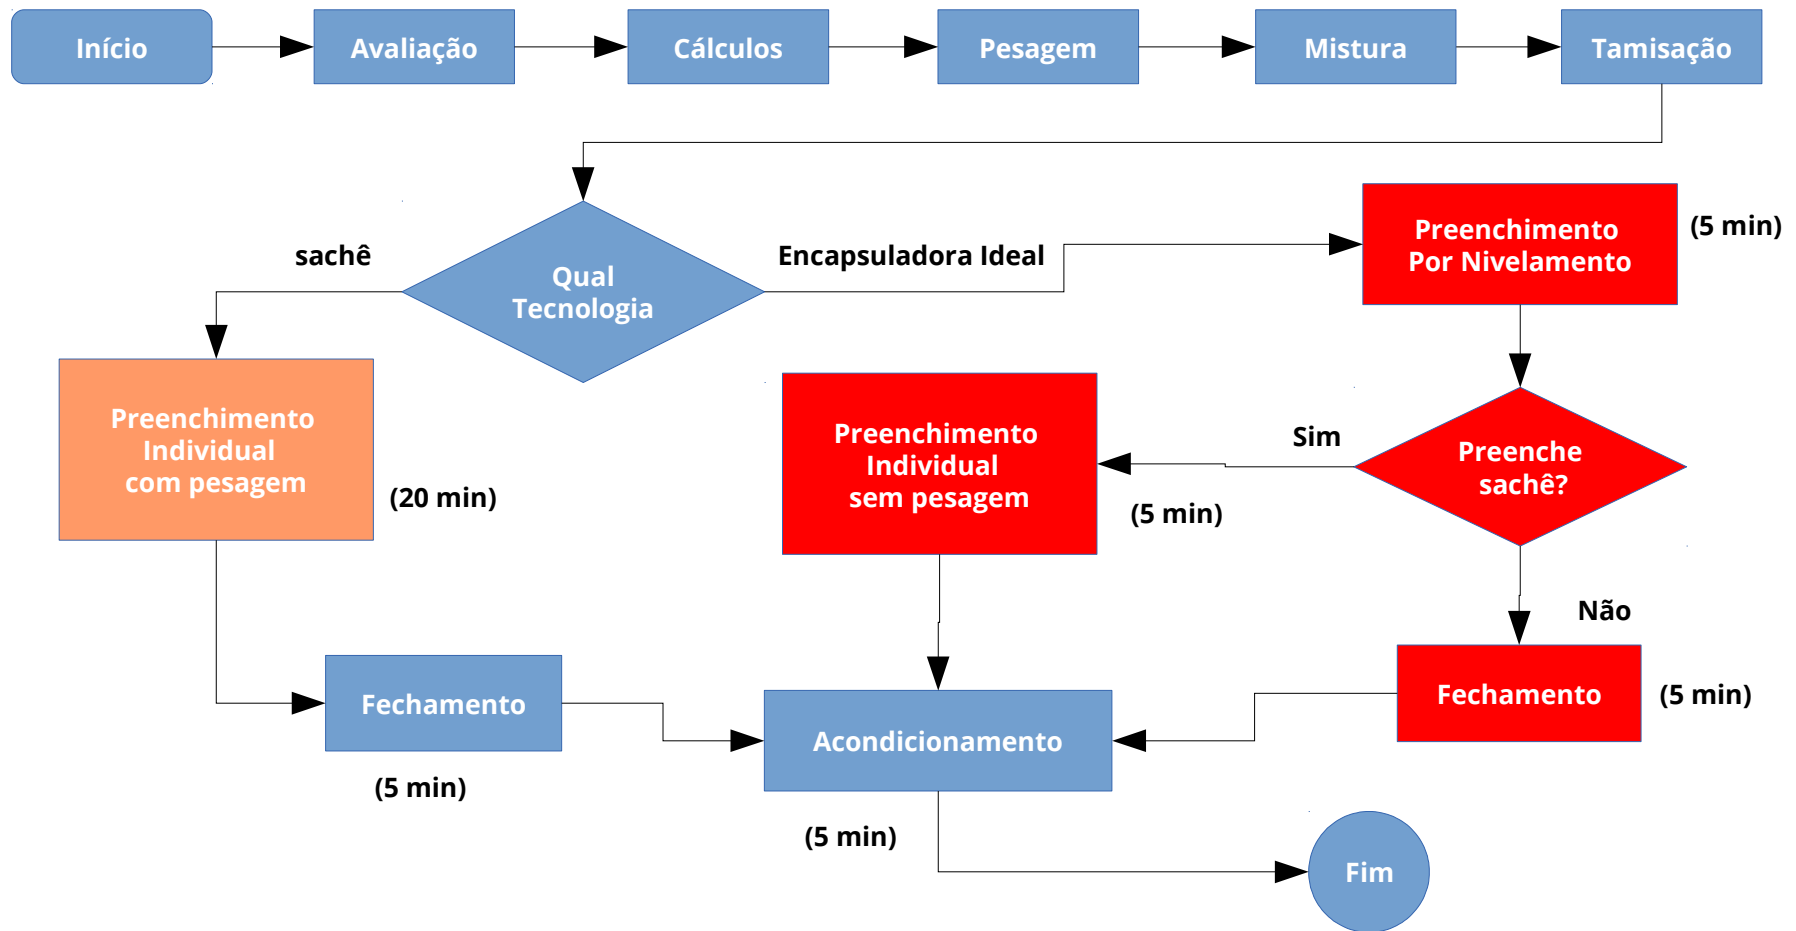 Início
Avaliação
Cálculos
Pesagem
Mistura
Tamisação
sachê
Qual
Tecnologia
Encapsuladora Ideal
Preenchimento
Por Nivelamento
(5 min)
Preenchimento
Individual
com pesagem
(20 min)
Preenchimento
Individual
sem pesagem
(5 min)
Sim
Preenche
sachê?
Não
Fechamento
(5 min)
Fechamento
(5 min)
Acondicionamento
(5 min)
Fim